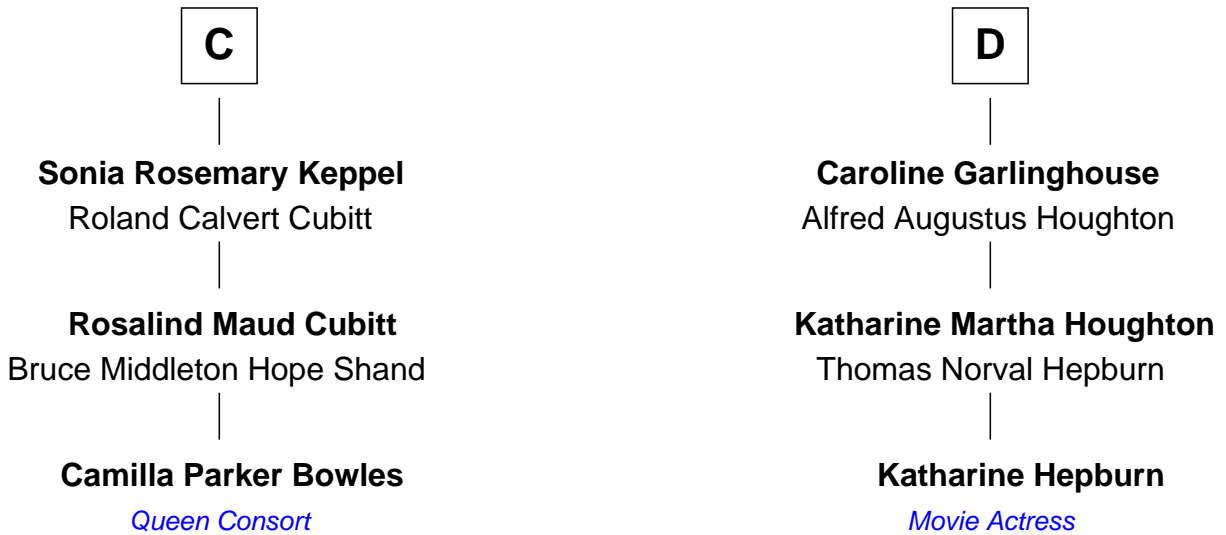 C
Sonia Rosemary Keppel
Roland Calvert Cubitt
Rosalind Maud Cubitt
Bruce Middleton Hope Shand
Camilla Parker Bowles
Queen Consort
D
Caroline Garlinghouse
Alfred Augustus Houghton
Katharine Martha Houghton
Thomas Norval Hepburn
Katharine Hepburn
Movie Actress